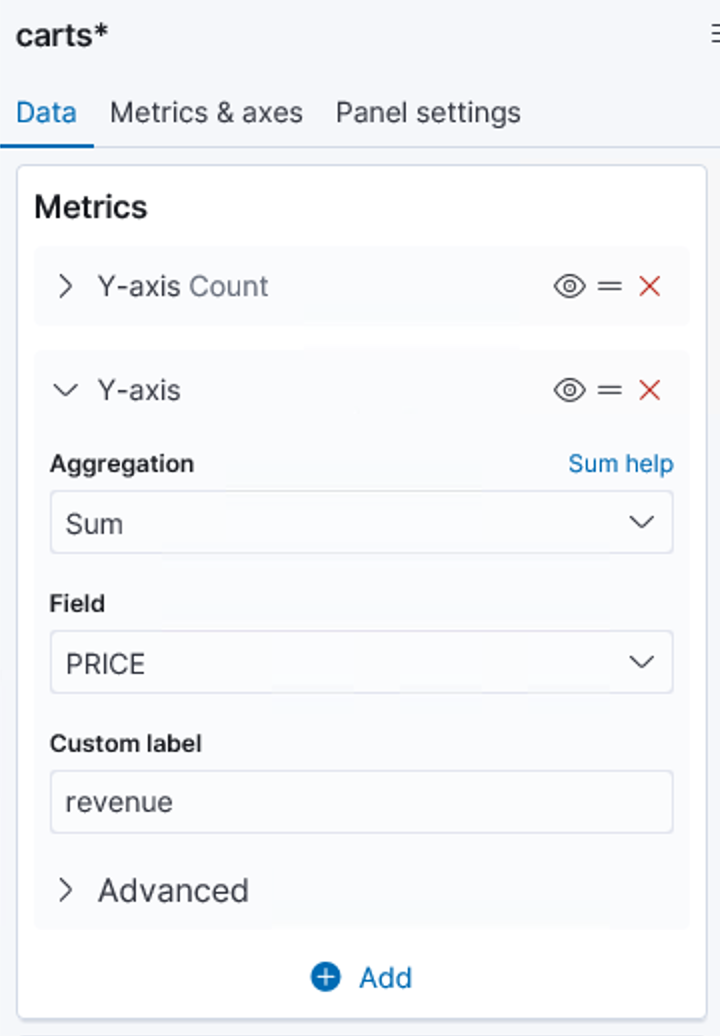 carts*
Data Metrics & axes Panel settings
Metrics
Y-axis Count
Y-axis
Aggregation Sum help
Sum
Field
PRICE
Custom label
revenue
Advanced
Add